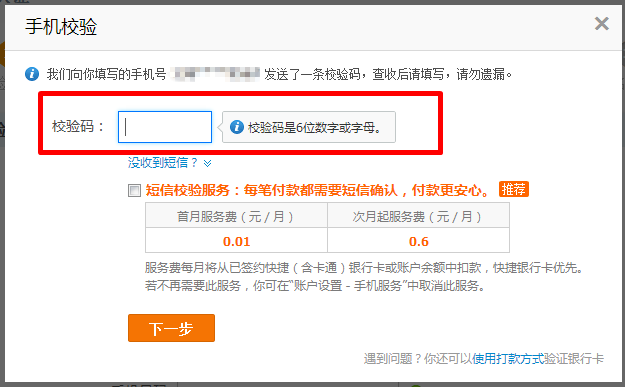 手机校验
我们向你填写的手机号 发送了一条校验码，查收后请填写，请勿遗漏。
校验码：
校验码是6位数字或字母。
没收到短信？
短信校验服务：每笔付款都需要短信确认，付款更安心。 推荐
首月服务费（元 / 月） 次月起服务费（元 / 月）
0.01 0.6
服务费每月将从已签约快捷（含卡通）银行卡或账户余额中扣款，快捷银行卡优先。
若不再需要此服务，你可在“账户设置 - 手机服务”中取消此服务。
下一步
遇到问题？你还可以使用打款方式验证银行卡